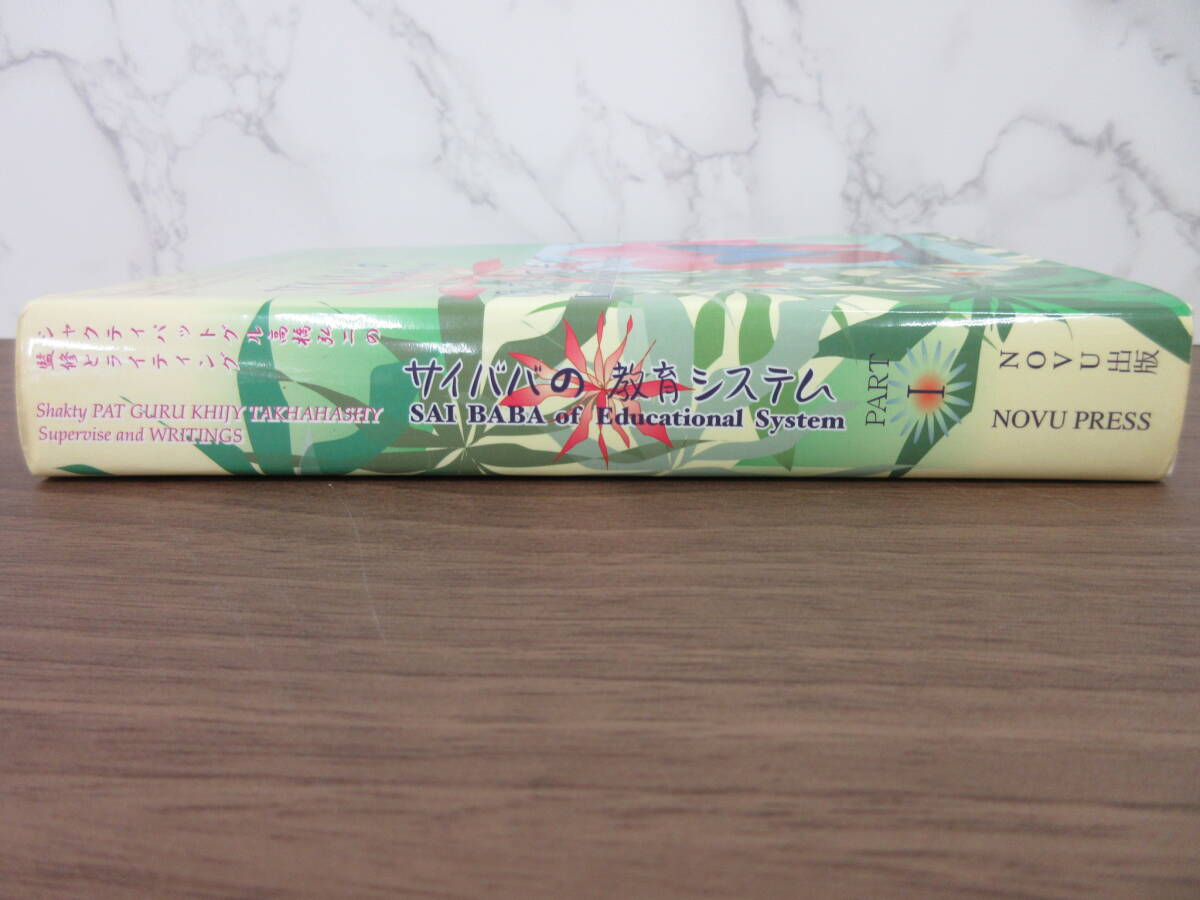 シャクティパットグル高橋弘二の
監修とライティング
Shakty PAT GURU KHIJY TAKHAHASHY
Supervise and WRITINGS
サイババの 教育システム
SAI BABA of Educational System
PART
I
NOVU出版
NOVU PRESS